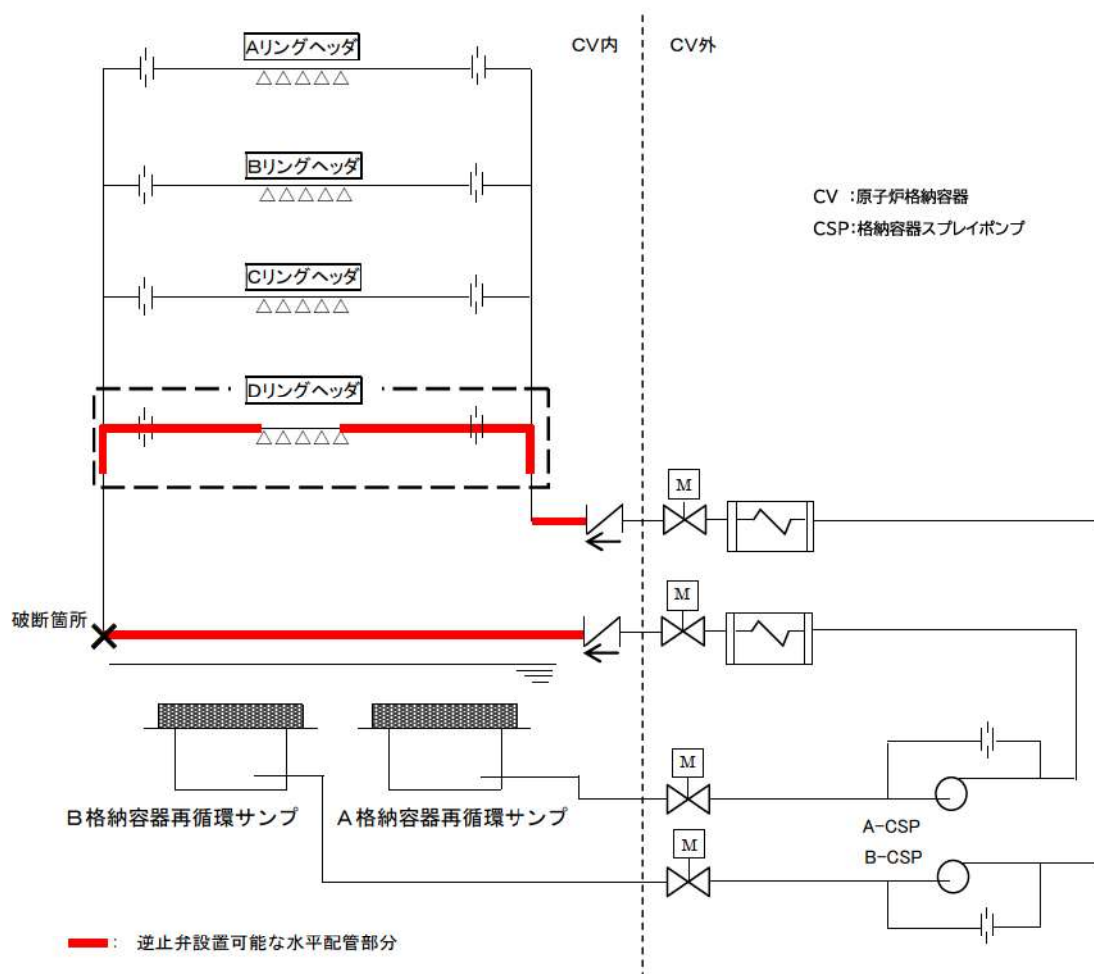 Aリングヘッダ
CV内
CV外
Bリングヘッダ
CV :原子炉格納容器
CSP:格納容器スプレイポンプ
Cリングヘッダ
Dリングヘッダ
M
M
破断箇所
M
B格納容器再循環サンプ
A格納容器再循環サンプ
A-CSP
M
B-CSP
: 逆止弁設置可能な水平配管部分